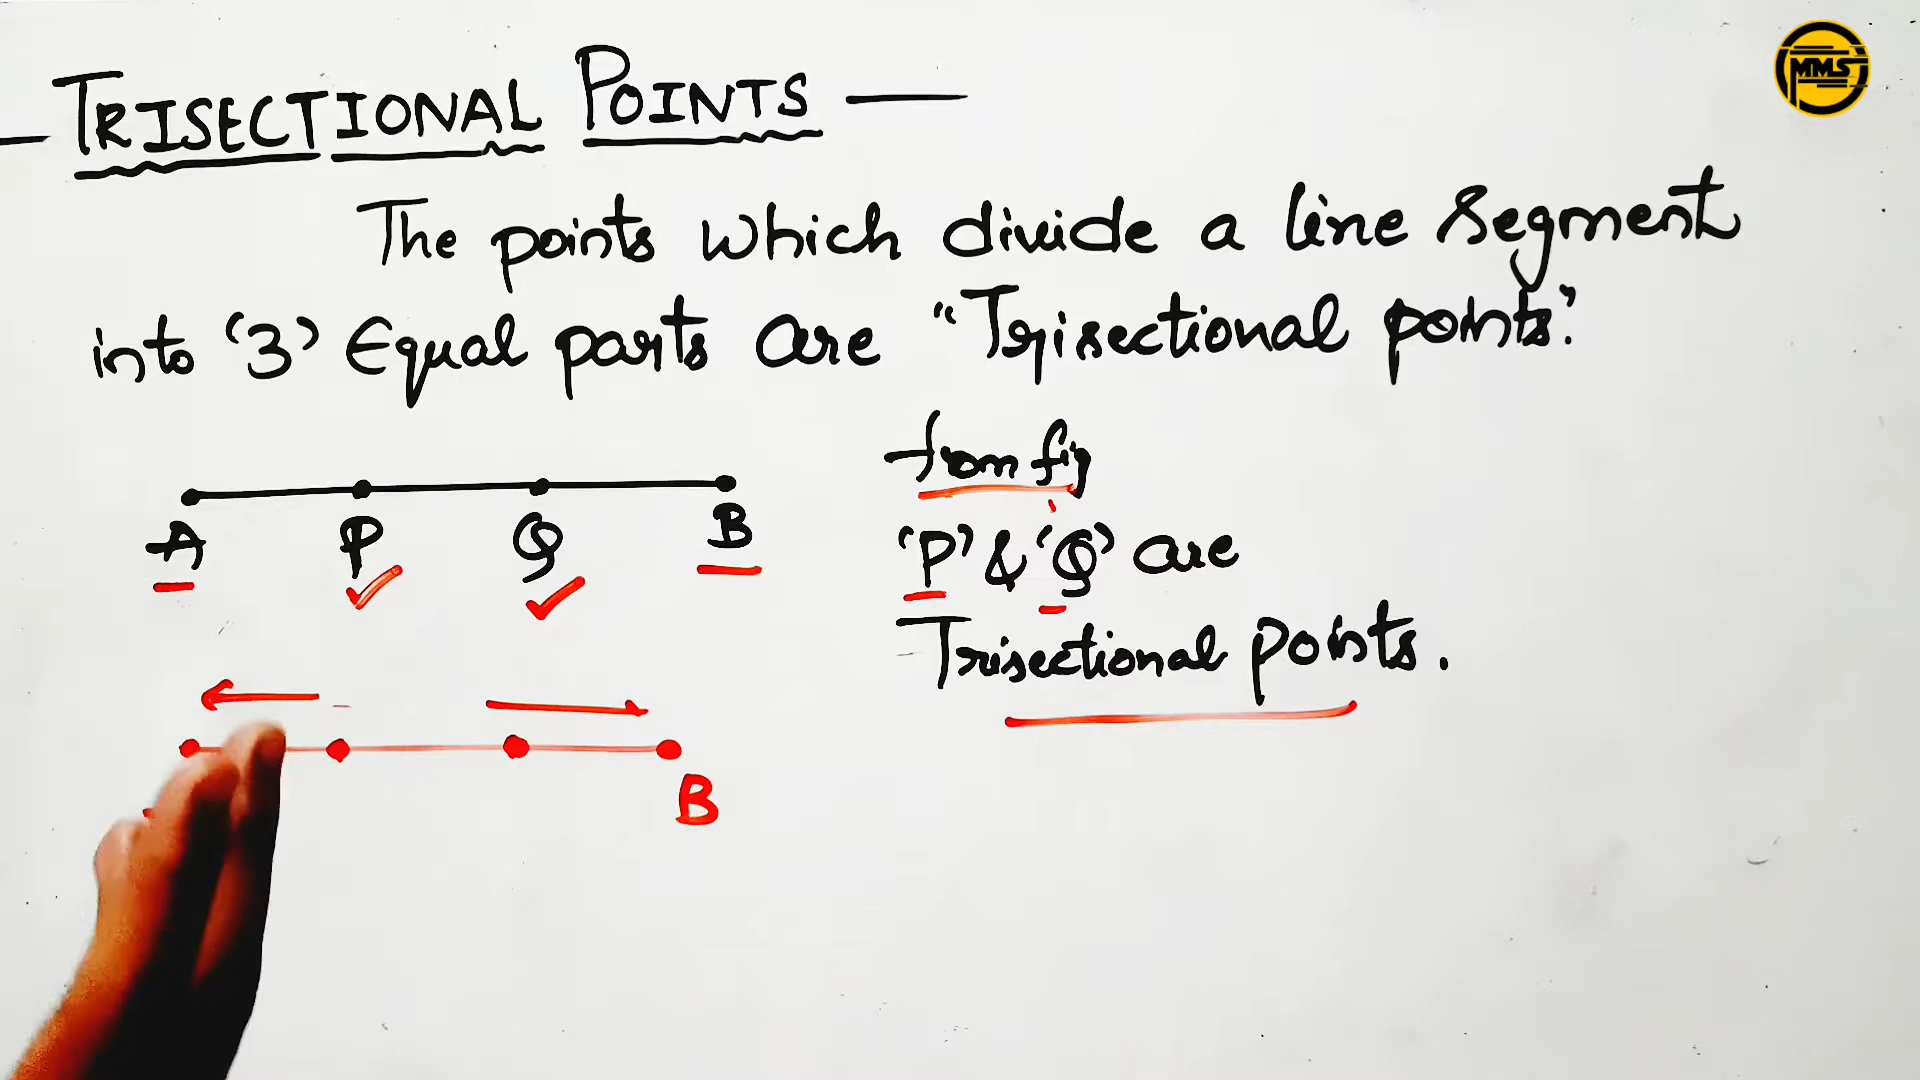 TRISECTIONAL POINTS —
The points which divide a line segment
into '3' Equal parts are "Trisectional points".
A P Q B
from fig
'P' & 'Q' are
Trisectional points.
B
MMS